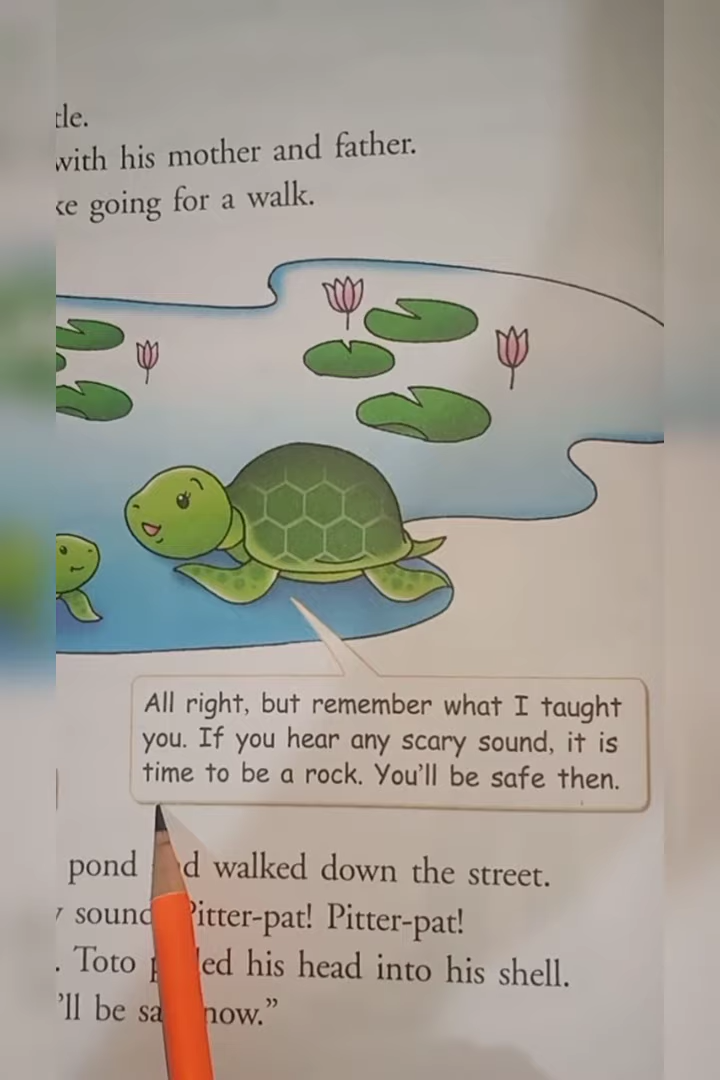 tle.
with his mother and father.
ke going for a walk.
All right, but remember what I taught
you. If you hear any scary sound, it is
time to be a rock. You'll be safe then.
pond walked down the street.
sound Pitter-pat! Pitter-pat!
. Toto his head into his shell.
'll be now."